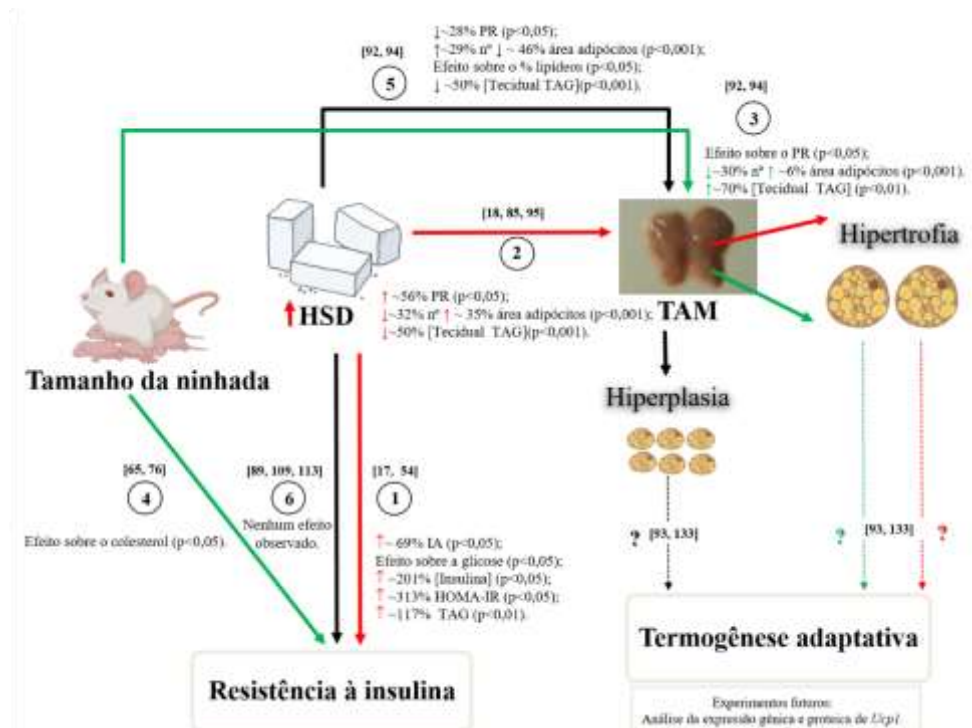 [92, 94]
5
↓~28% PR (p<0,05);
↑~29% nº ↓ ~ 46% área adipócitos (p<0,001);
Efeito sobre o % lipídeos (p<0,05);
↓ ~50% [Tecidual TAG](p<0,001).
[92, 94]
3
Efeito sobre o PR (p<0,05);
↓~30% nº ↑ ~6% área adipócitos (p<0,001).
↑~70% [Tecidual TAG] (p<0,01).
[18, 85, 95]
2
↑HSD
↑ ~56% PR (p<0,05);
↓~32% nº ↑ ~ 35% área adipócitos (p<0,001);
↓~50% [Tecidual TAG](p<0,001).
TAM
Hipertrofia
Tamanho da ninhada
Hiperplasia
[65, 76]
4
Efeito sobre o colesterol (p<0,05).
[89, 109, 113]
6
Nenhum efeito
observado.
[17, 54]
1
↑~ 69% IA (p<0,05);
Efeito sobre a glicose (p<0,05);
↑ ~201% [Insulina] (p<0,05);
↑ ~313% HOMA-IR (p<0,05);
↑ ~117% TAG (p<0,01).
? [93, 133]
? [93, 133] ?
Resistência à insulina
Termogênese adaptativa
Experimentos futuros:
Análise da expressão gênica e proteica de Ucp1